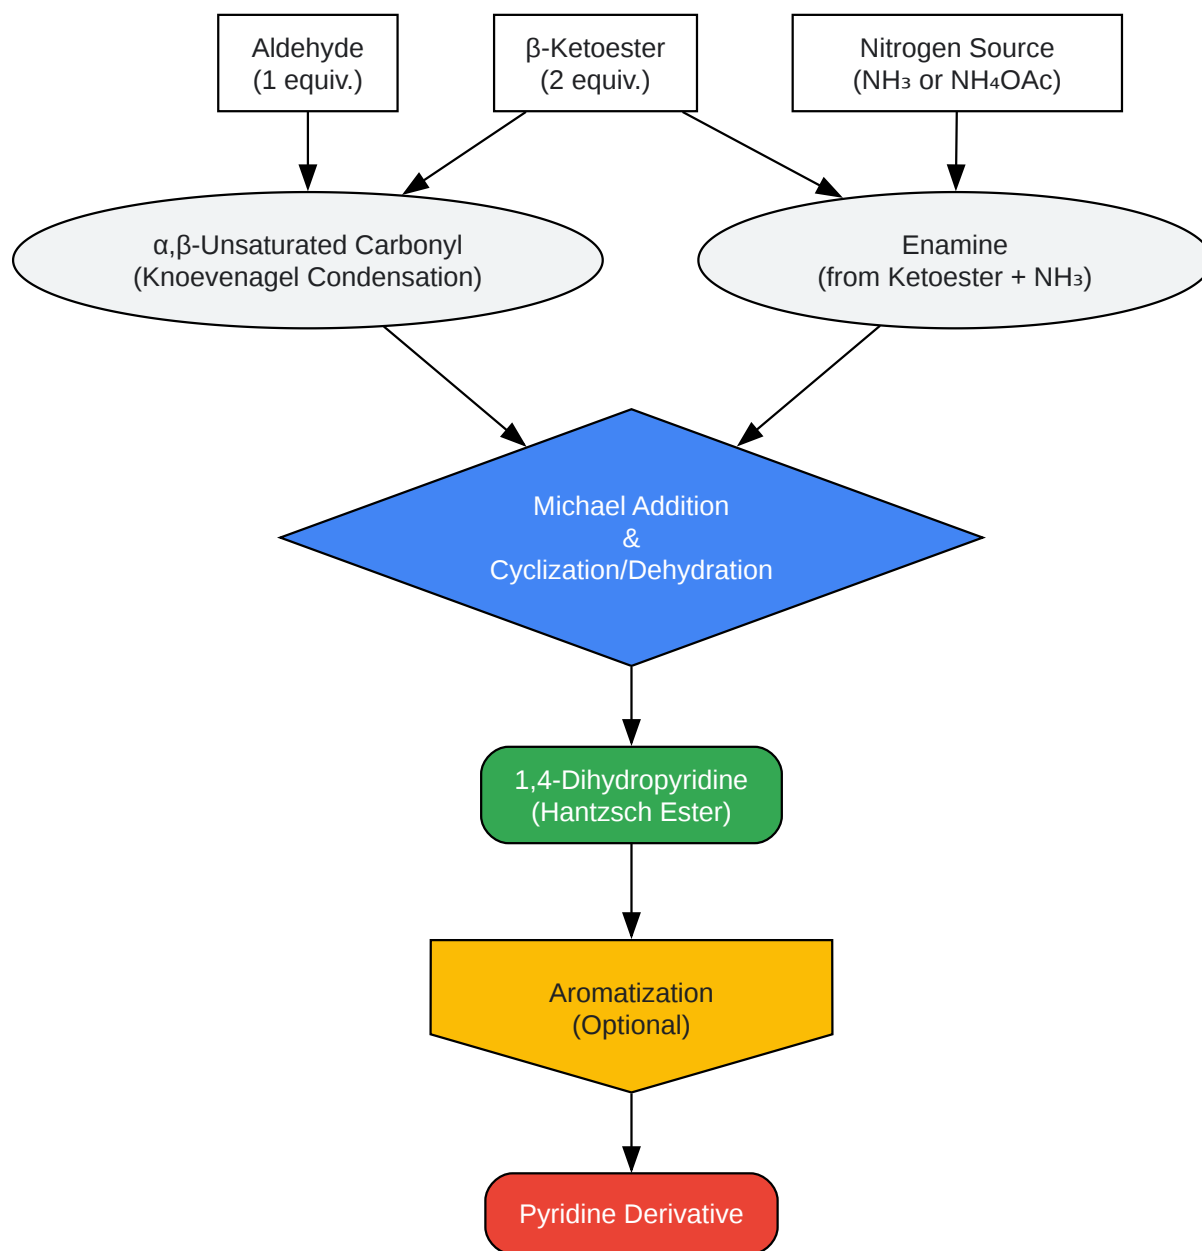 Aldehyde
(1 equiv.)
β-Ketoester
(2 equiv.)
Nitrogen Source
(NH₃ or NH₄OAc)
α,β-Unsaturated Carbonyl
(Knoevenagel Condensation)
Enamine
(from Ketoester + NH₃)
Michael Addition
&
Cyclization/Dehydration
1,4-Dihydropyridine
(Hantzsch Ester)
Aromatization
(Optional)
Pyridine Derivative